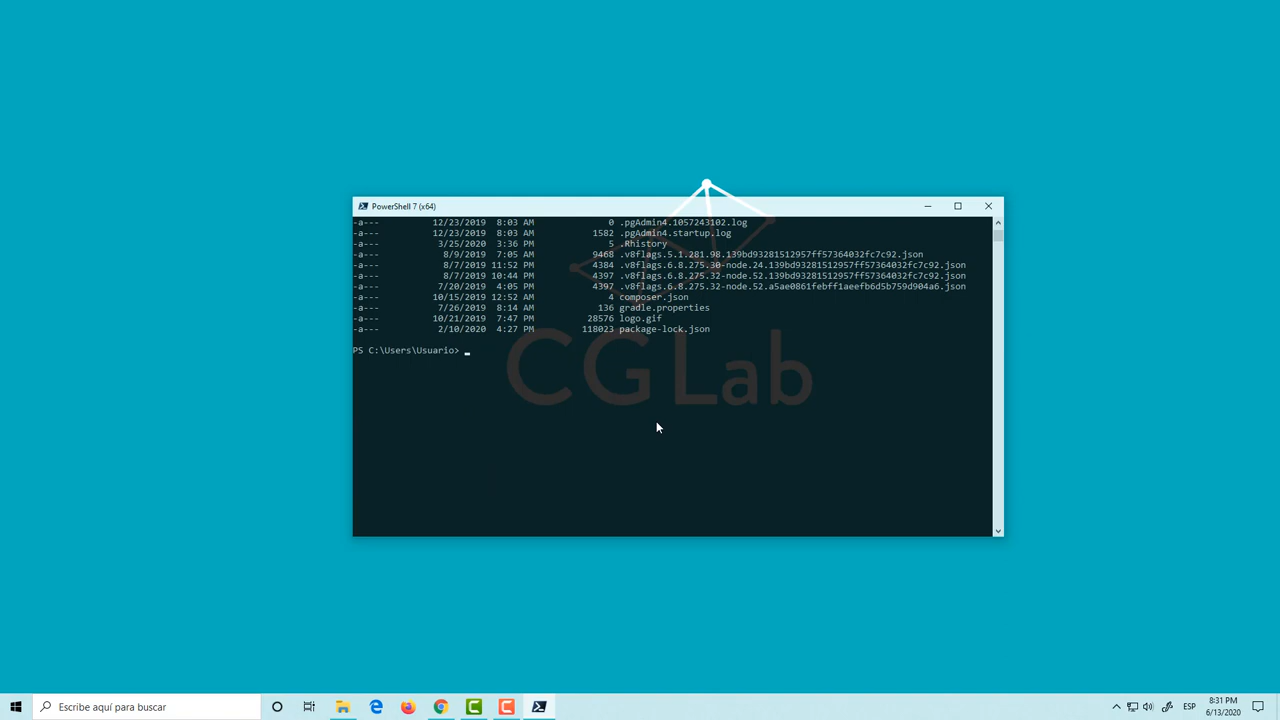 PowerShell 7 (x64)
-a--- 12/23/2019 8:03 AM 0 .pgAdmin4.1057243102.log
-a--- 12/23/2019 8:03 AM 1582 .pgAdmin4.startup.log
-a--- 3/25/2020 3:36 PM 5 .Rhistory
-a--- 8/9/2019 7:05 AM 9468 .v8flags.5.1.281.98.139bd93281512957ff57364032fc7c92.json
-a--- 8/7/2019 11:52 PM 4384 .v8flags.6.8.275.30-node.24.139bd93281512957ff57364032fc7c92.json
-a--- 8/7/2019 10:44 PM 4397 .v8flags.6.8.275.32-node.52.139bd93281512957ff57364032fc7c92.json
-a--- 7/20/2019 4:05 PM 4397 .v8flags.6.8.275.32-node.52.a5ae0861febff1aeefb6d5b759d904a6.json
-a--- 10/15/2019 12:52 AM 4 composer.json
-a--- 7/26/2019 8:14 AM 136 gradle.properties
-a--- 10/21/2019 7:47 PM 28576 logo.gif
-a--- 2/10/2020 4:27 PM 118023 package-lock.json
PS C:\Users\Usuario>
CGLab
Escribe aquí para buscar
ESP
8:31 PM
6/13/2020